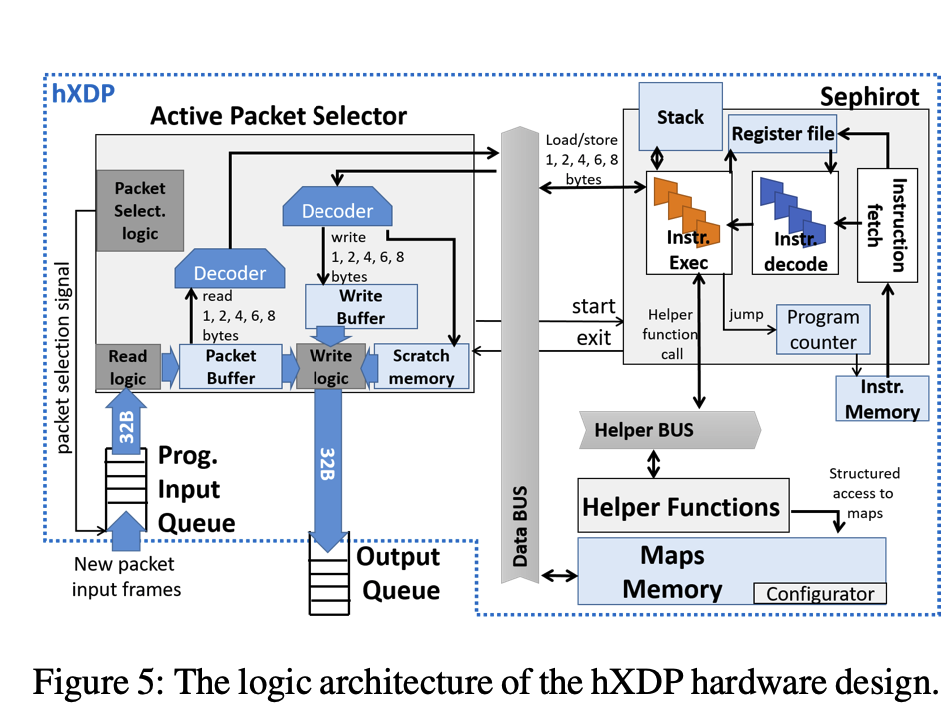 hXDP
Active Packet Selector
Packet
Select.
logic
Decoder
Decoder
write
1, 2, 4, 6, 8
bytes
read
1, 2, 4, 6, 8
bytes
Write
Buffer
Read
logic
Packet
Buffer
Write
logic
Scratch
memory
packet selection signal
32B
32B
Prog.
Input
Queue
New packet
input frames
Output
Queue
Data BUS
Load/store
1, 2, 4, 6, 8
bytes
start
exit
Sephirot
Stack
Register file
Instr.
Exec
Instr.
decode
Instruction
fetch
Helper
function
call
jump
Program
counter
Instr.
Memory
Helper BUS
Helper Functions
Structured
access to
maps
Maps
Memory
Configurator
Figure 5: The logic architecture of the hXDP hardware design.